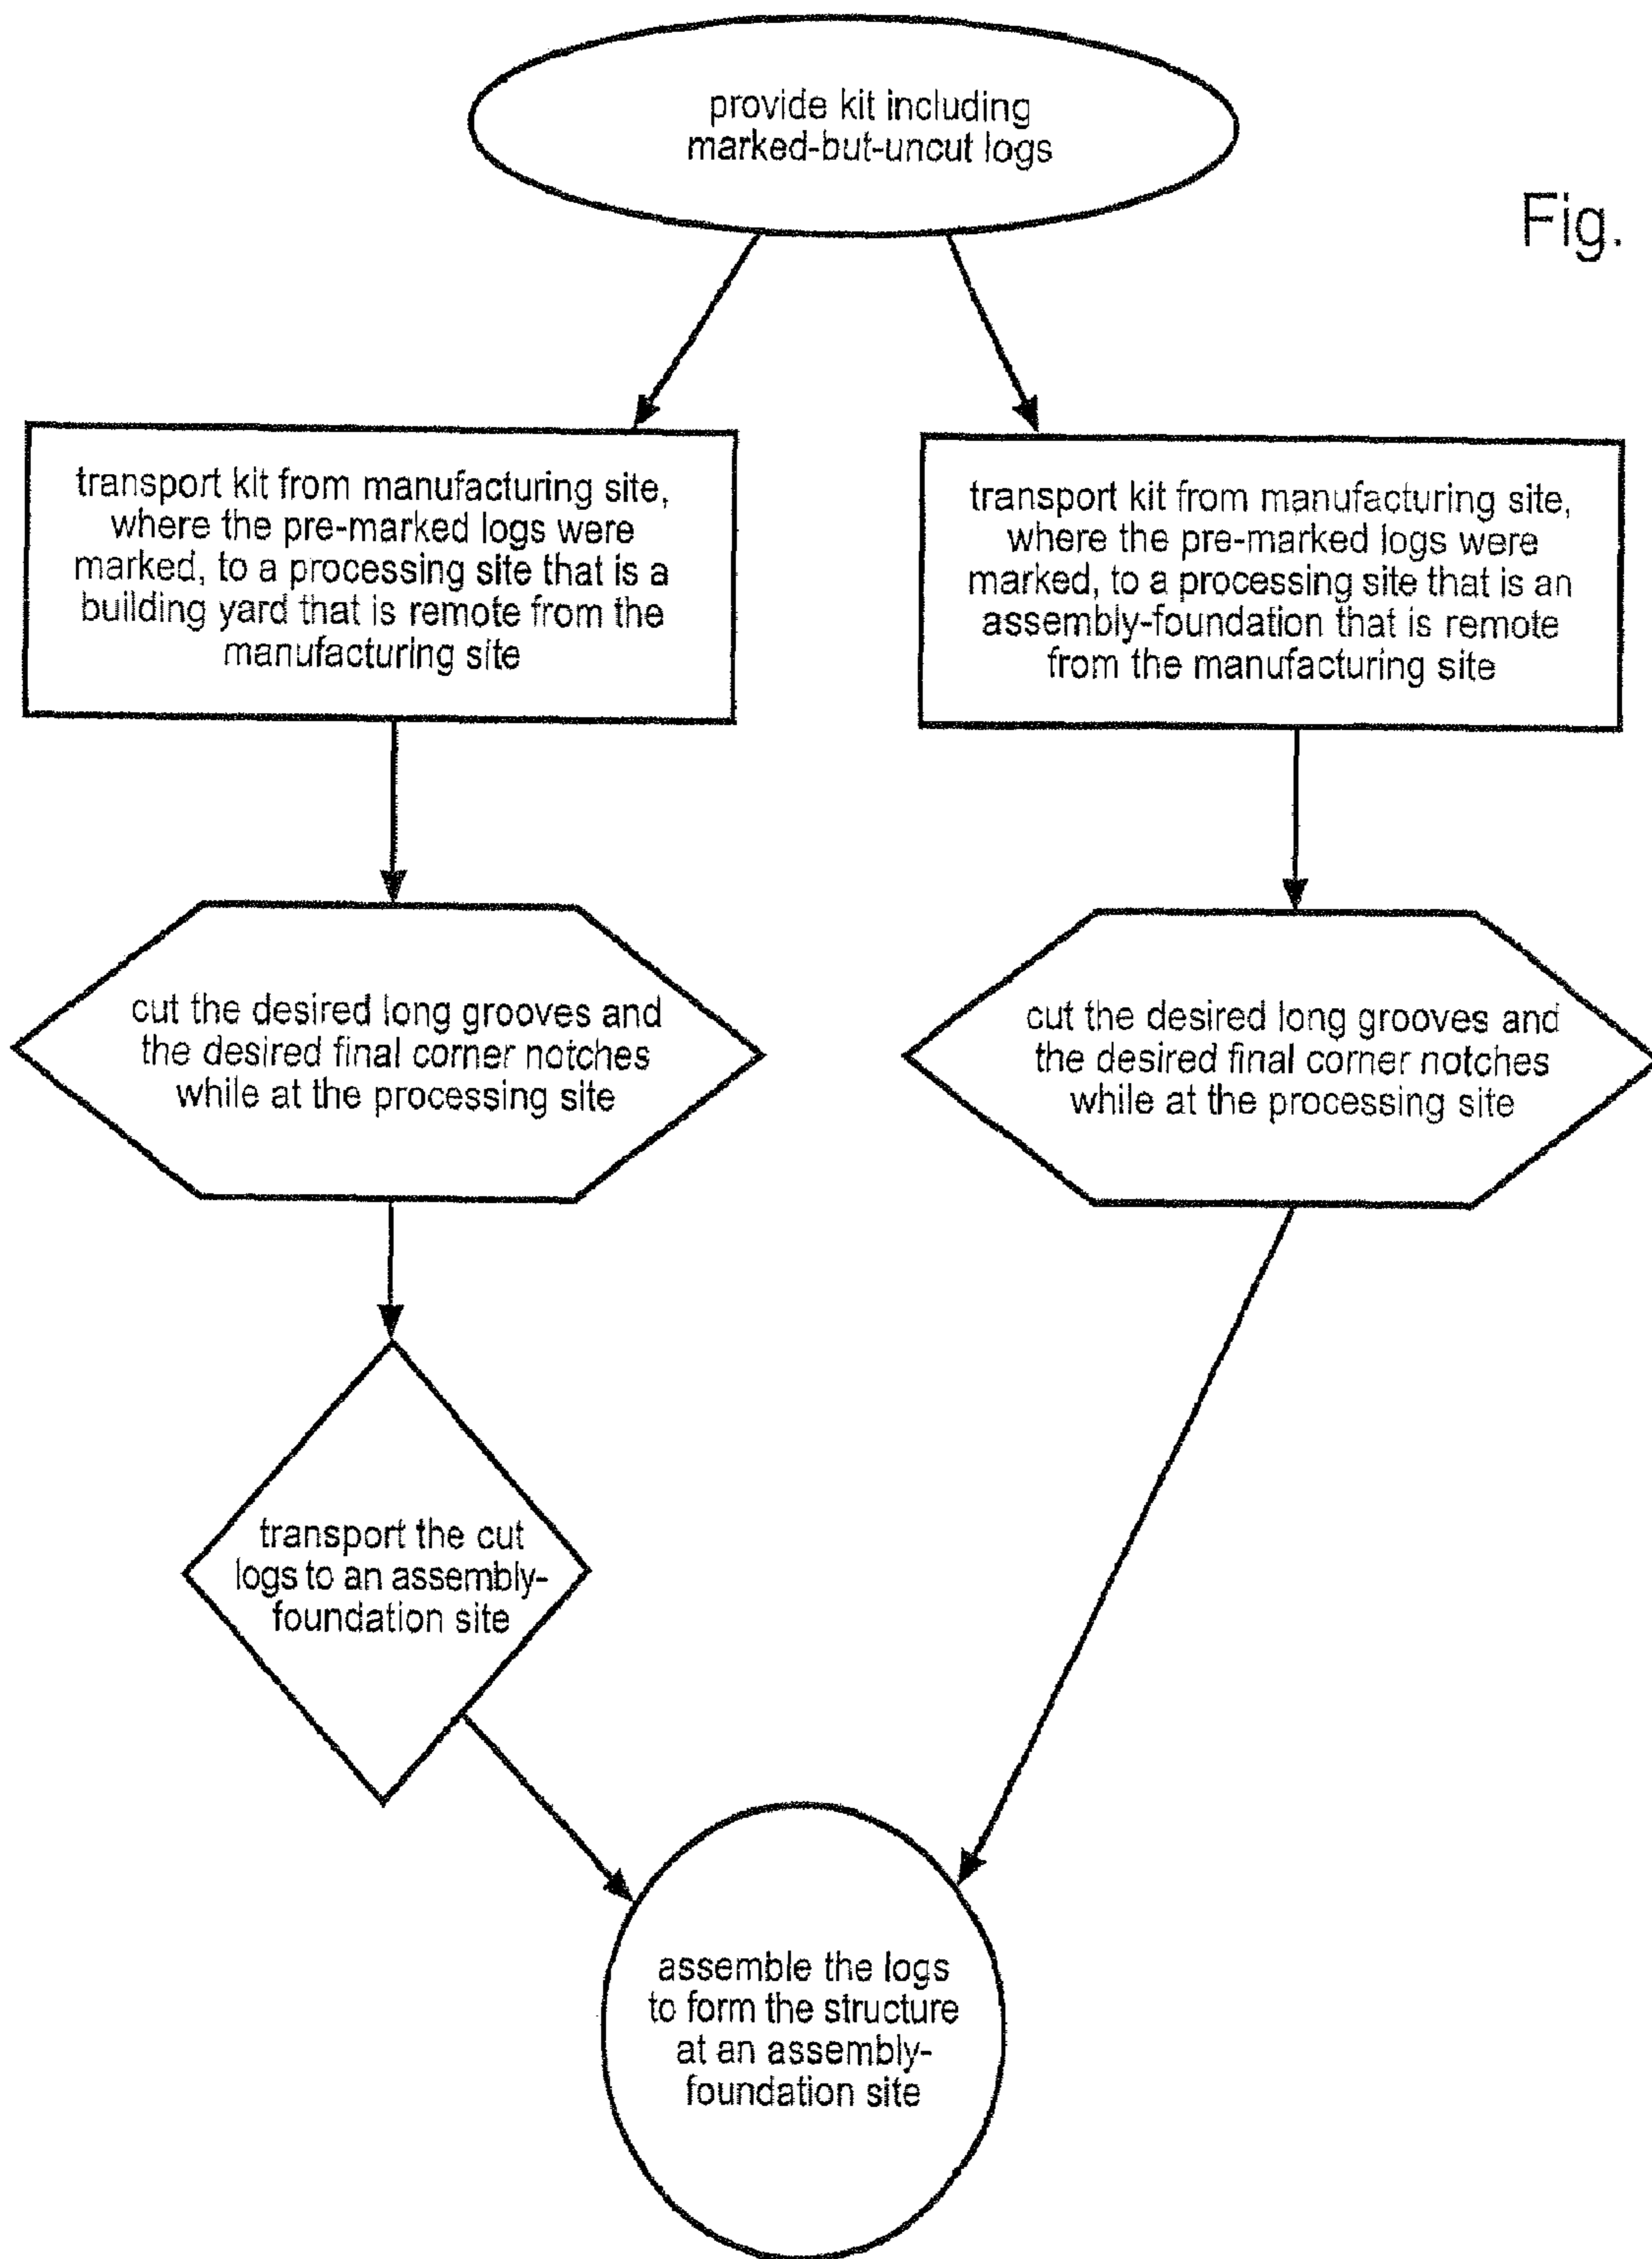 provide kit including
marked-but-uncut logs
Fig.
transport kit from manufacturing site,
where the pre-marked logs were
marked, to a processing site that is a
building yard that is remote from the
manufacturing site
transport kit from manufacturing site,
where the pre-marked logs were
marked, to a processing site that is an
assembly-foundation that is remote
from the manufacturing site
cut the desired long grooves and
the desired final corner notches
while at the processing site
cut the desired long grooves and
the desired final corner notches
while at the processing site
transport the cut
logs to an assembly-
foundation site
assemble the logs
to form the structure
at an assembly-
foundation site